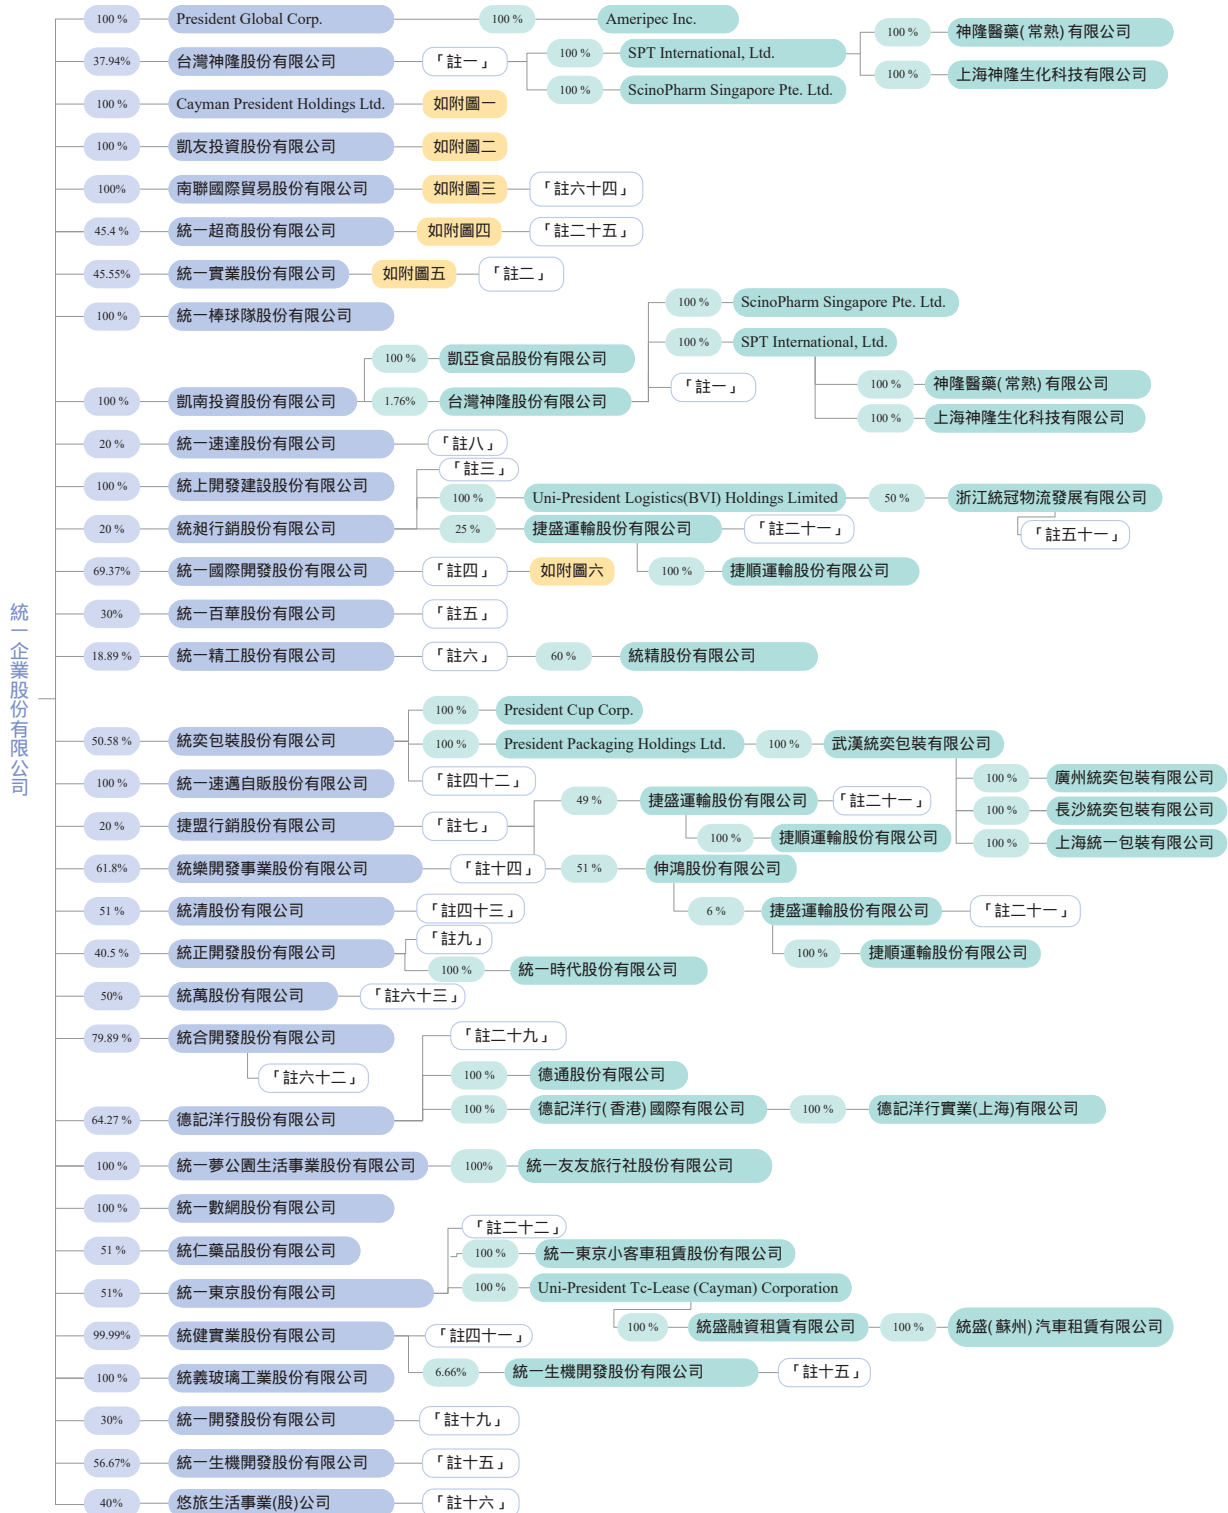 統一企業股份有限公司
100 % President Global Corp. 100 % Ameripec Inc.
37.94% 台灣神隆股份有限公司 「註一」 100 % SPT International, Ltd. 100 % 神隆醫藥(常熟)有限公司
100 % 上海神隆生化科技有限公司
100 % ScinoPharm Singapore Pte. Ltd.
100 % Cayman President Holdings Ltd. 如附圖一
100 % 凱友投資股份有限公司 如附圖二
100% 南聯國際貿易股份有限公司 如附圖三 「註六十四」
45.4 % 統一超商股份有限公司 如附圖四 「註二十五」
45.55% 統一實業股份有限公司 如附圖五 「註二」
100 % 統一棒球隊股份有限公司
100 % 凱南投資股份有限公司
100 % 凱亞食品股份有限公司
1.76% 台灣神隆股份有限公司
100 % ScinoPharm Singapore Pte. Ltd.
100 % SPT International, Ltd.
「註一」
100 % 神隆醫藥(常熟)有限公司
100 % 上海神隆生化科技有限公司
20 % 統一速達股份有限公司 「註八」
100 % 統上開發建設股份有限公司
20 % 統昶行銷股份有限公司
「註三」
100 % Uni-President Logistics(BVI) Holdings Limited 50 % 浙江統冠物流發展有限公司
「註五十一」
25 % 捷盛運輸股份有限公司 「註二十一」
100 % 捷順運輸股份有限公司
69.37% 統一國際開發股份有限公司 「註四」 如附圖六
30% 統一百華股份有限公司 「註五」
18.89 % 統一精工股份有限公司 「註六」 60 % 統精股份有限公司
50.58 % 統奕包裝股份有限公司
100 % President Cup Corp.
100 % President Packaging Holdings Ltd. 100 % 武漢統奕包裝有限公司
「註四十二」
100 % 廣州統奕包裝有限公司
100 % 長沙統奕包裝有限公司
100 % 上海統一包裝有限公司
100 % 統一速邁自販股份有限公司
20 % 捷盟行銷股份有限公司 「註七」
49 % 捷盛運輸股份有限公司 「註二十一」
100 % 捷順運輸股份有限公司
51 % 伸鴻股份有限公司
6 % 捷盛運輸股份有限公司 「註二十一」
100 % 捷順運輸股份有限公司
61.8% 統樂開發事業股份有限公司 「註十四」
51 % 統清股份有限公司 「註四十三」
40.5 % 統正開發股份有限公司
「註九」
100 % 統一時代股份有限公司
50% 統萬股份有限公司 「註六十三」
79.89 % 統合開發股份有限公司
「註六十二」
64.27 % 德記洋行股份有限公司
「註二十九」
100 % 德通股份有限公司
100 % 德記洋行(香港)國際有限公司 100 % 德記洋行實業(上海)有限公司
100 % 統一夢公園生活事業股份有限公司 100% 統一友友旅行社股份有限公司
100 % 統一數網股份有限公司
51 % 統仁藥品股份有限公司
51% 統一東京股份有限公司
「註二十二」
100 % 統一東京小客車租賃股份有限公司
100 % Uni-President Tc-Lease (Cayman) Corporation
100 % 統盛融資租賃有限公司 100 % 統盛(蘇州)汽車租賃有限公司
99.99% 統健實業股份有限公司 「註四十一」
6.66% 統一生機開發股份有限公司 「註十五」
100 % 統義玻璃工業股份有限公司
30% 統一開發股份有限公司 「註十九」
56.67% 統一生機開發股份有限公司 「註十五」
40% 悠旅生活事業(股)公司 「註十六」